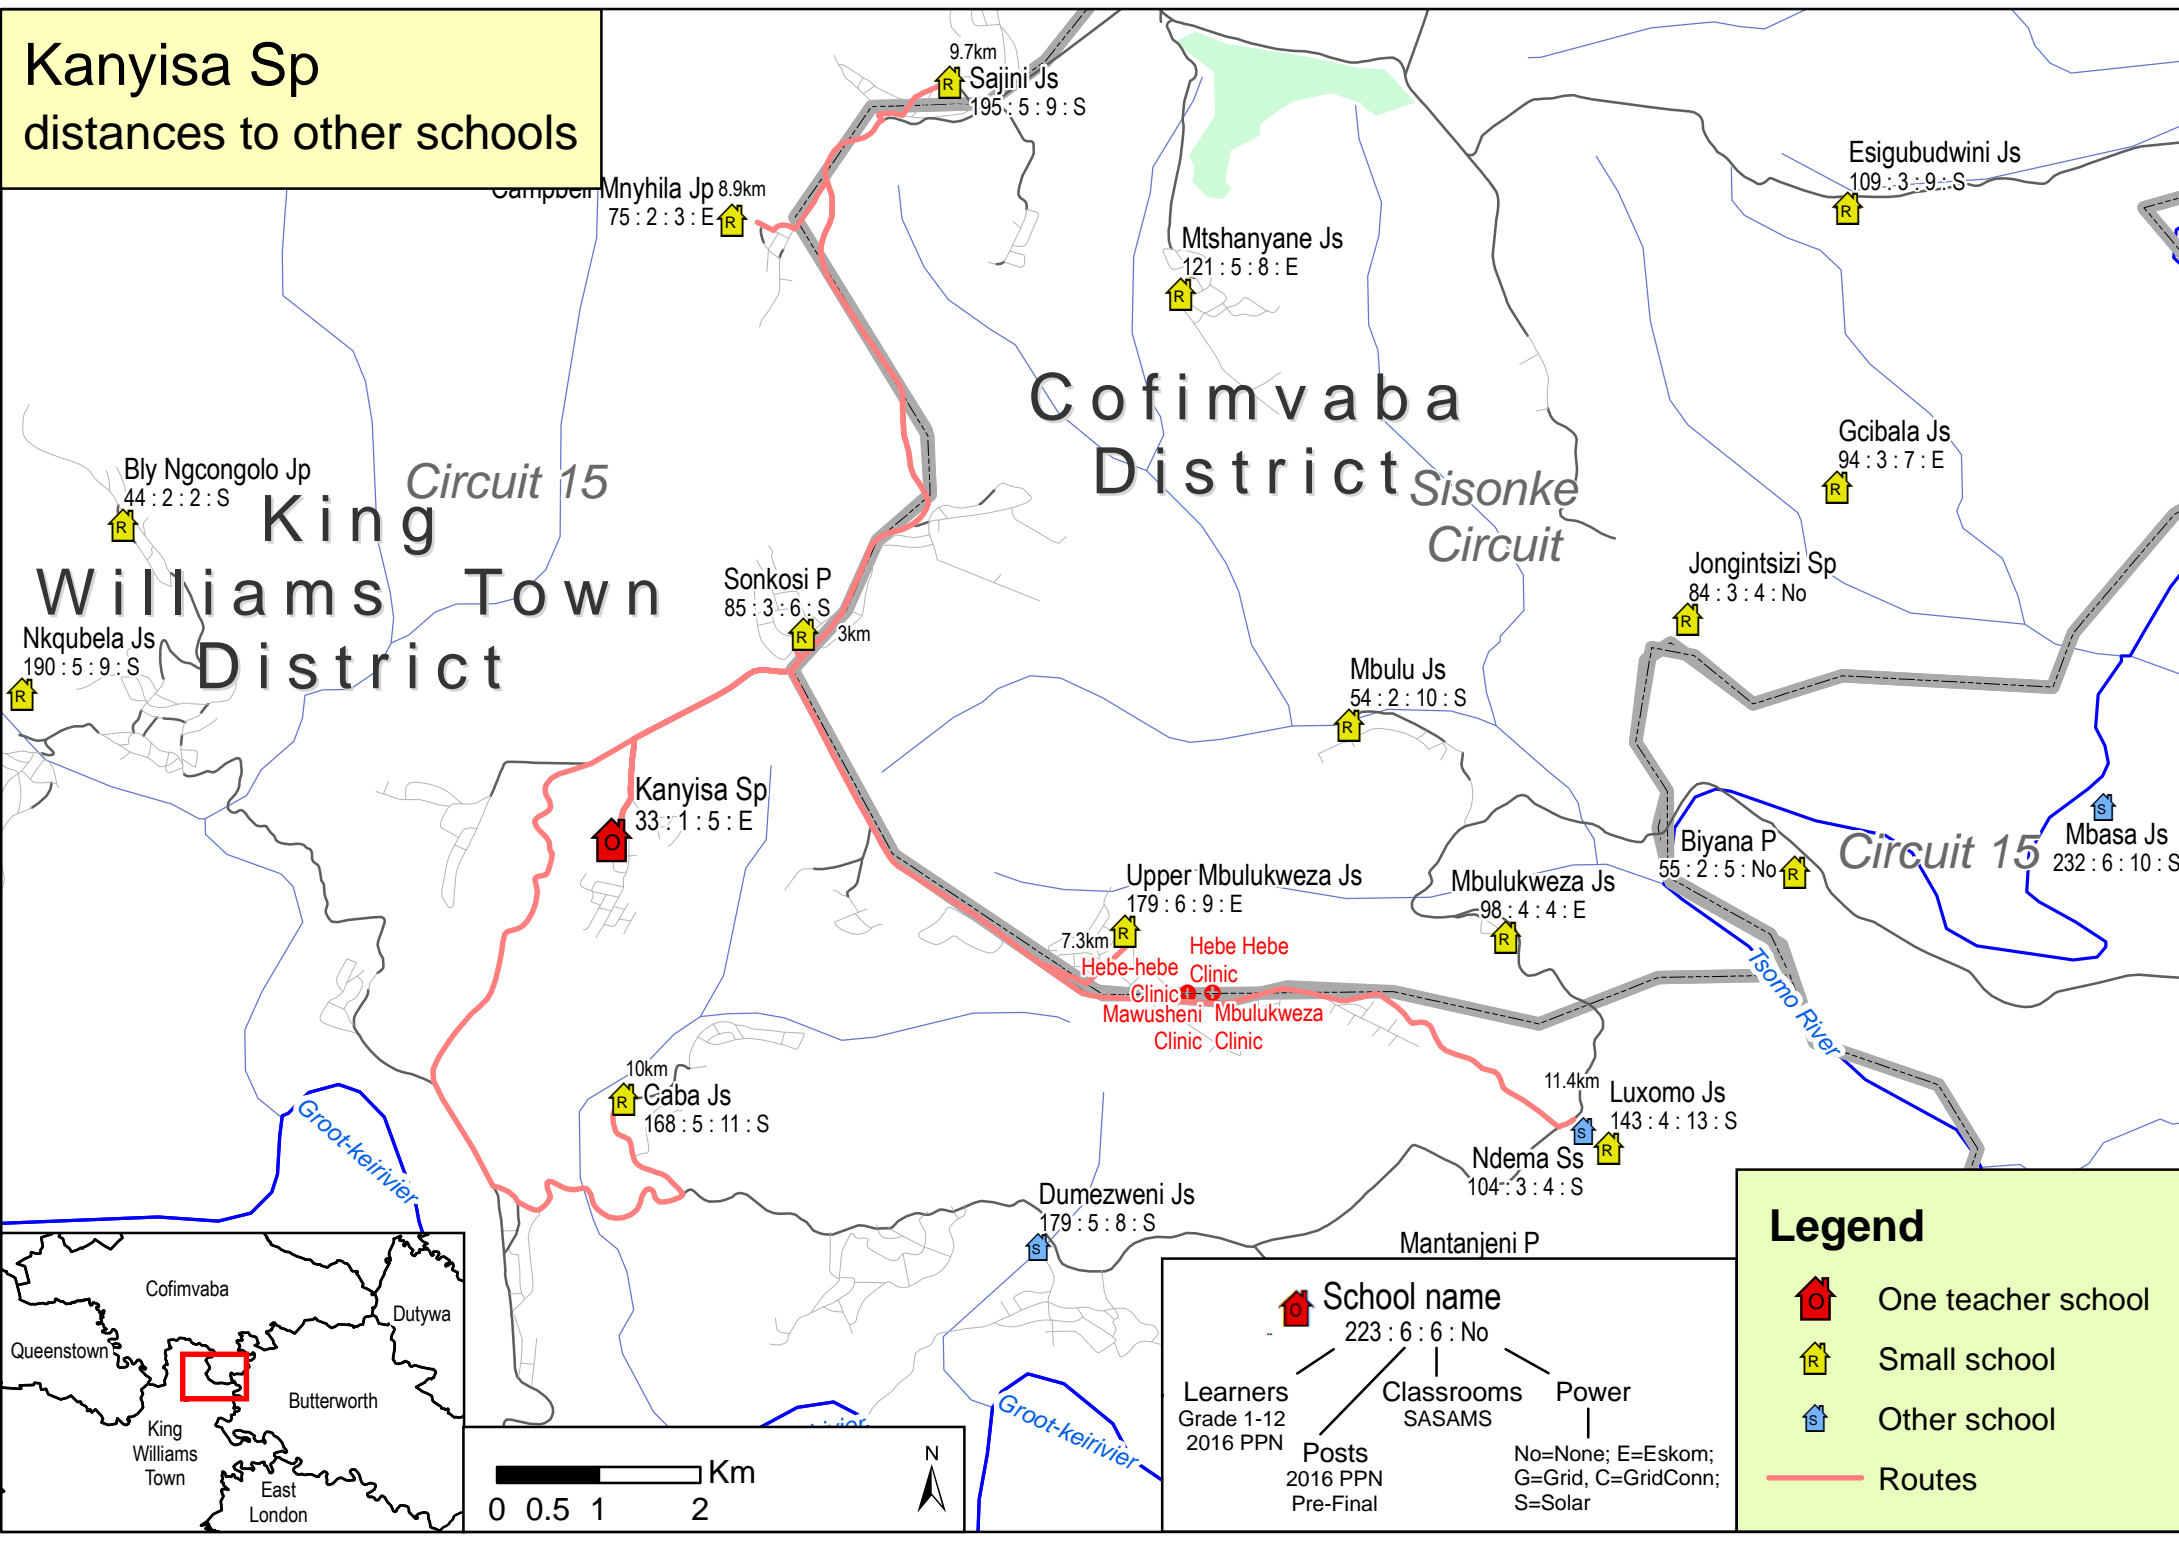 Kanyisa Sp
distances to other schools
9.7km
Sajini Js
195 : 5 : 9 : S
Campbell Mnyhila Jp 8.9km
75 : 2 : 3 : E
Esigubudwini Js
109 : 3 : 9 : S
Mtshanyane Js
121 : 5 : 8 : E
Cofimvaba
District
Sisonke
Circuit
Gcibala Js
94 : 3 : 7 : E
Bly Ngcongolo Jp
44 : 2 : 2 : S
Circuit 15
King
Williams Town
District
Nkqubela Js
190 : 5 : 9 : S
Sonkosi P
85 : 3 : 6 : S
3km
Jongintsizi Sp
84 : 3 : 4 : No
Mbulu Js
54 : 2 : 10 : S
Kanyisa Sp
33 : 1 : 5 : E
Biyana P
55 : 2 : 5 : No
Circuit 15
Mbasa Js
232 : 6 : 10 : S
Upper Mbulukweza Js
179 : 6 : 9 : E
7.3km
Mbulukweza Js
98 : 4 : 4 : E
Hebe-hebe
Clinic
Hebe Hebe
Clinic
Mawusheni
Clinic
Mbulukweza
Clinic
Tsomo River
10km
Caba Js
168 : 5 : 11 : S
11.4km
Luxomo Js
143 : 4 : 13 : S
Ndema Ss
104 : 3 : 4 : S
Groot-keirivier
Dumezweni Js
179 : 5 : 8 : S
Mantanjeni P
Groot-keirivier
Cofimvaba
Dutywa
Queenstown
Butterworth
King
Williams
Town
East
London
Km
0 0.5 1 2
N
O School name
223 : 6 : 6 : No
Learners
Grade 1-12
2016 PPN
Posts
2016 PPN
Pre-Final
Classrooms
SASAMS
Power
No=None; E=Eskom;
G=Grid, C=GridConn;
S=Solar
Legend
O One teacher school
R Small school
S Other school
Routes